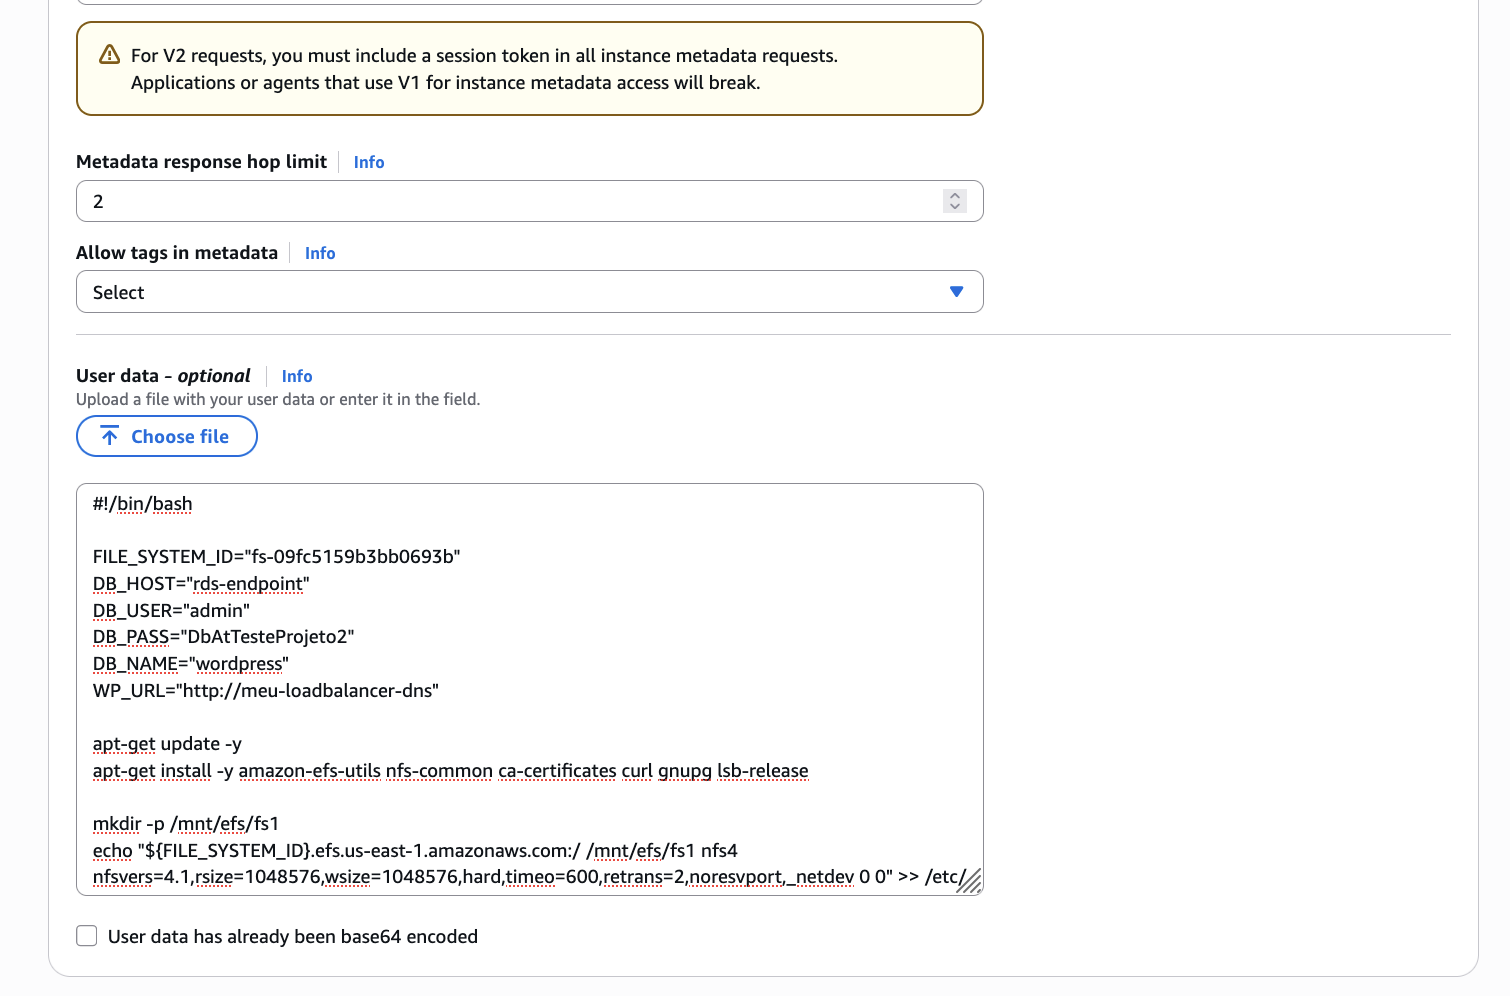 For V2 requests, you must include a session token in all instance metadata requests.
Applications or agents that use V1 for instance metadata access will break.
Metadata response hop limit
Info
2
Allow tags in metadata
Info
Select
User data - optional
Info
Upload a file with your user data or enter it in the field.
Choose file
#!/bin/bash
FILE_SYSTEM_ID="fs-09fc5159b3bb0693b"
DB_HOST="rds-endpoint"
DB_USER="admin"
DB_PASS="DbAtTesteProjeto2"
DB_NAME="wordpress"
WP_URL="http://meu-loadbalancer-dns"
apt-get update -y
apt-get install -y amazon-efs-utils nfs-common ca-certificates curl gnupg lsb-release
mkdir -p /mnt/efs/fs1
echo "${FILE_SYSTEM_ID}.efs.us-east-1.amazonaws.com:/ /mnt/efs/fs1 nfs4
nfsvers=4.1,rsize=1048576,wsize=1048576,hard,timeo=600,retrans=2,noresvport,_netdev 0 0" >> /etc/
User data has already been base64 encoded